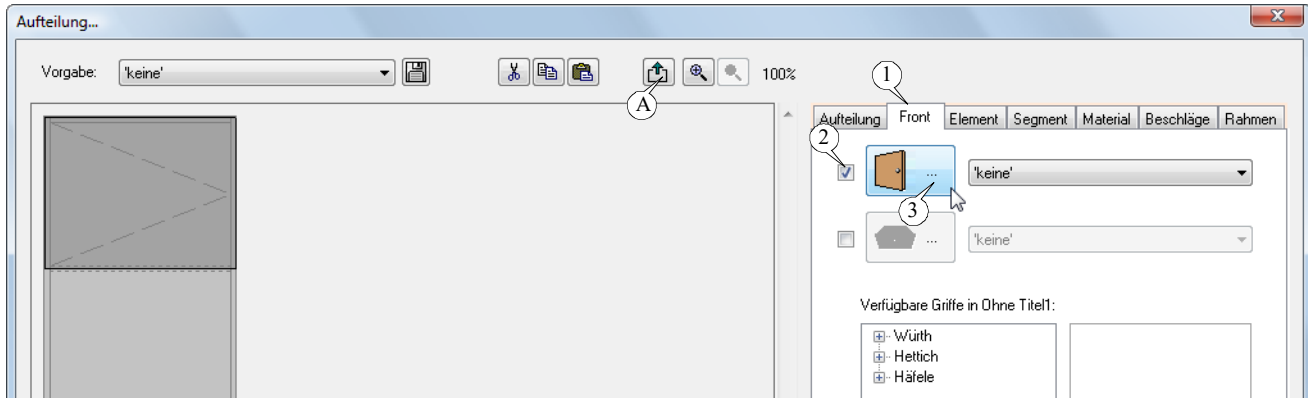 Aufteilung...
Vorgabe: 'keine' 100%
A
1
Aufteilung Front Element Segment Material Beschläge Rahmen
2
... 'keine'
3
... 'keine'
Verfügbare Griffe in Ohne Titel1:
Würth
Hettich
Häfele